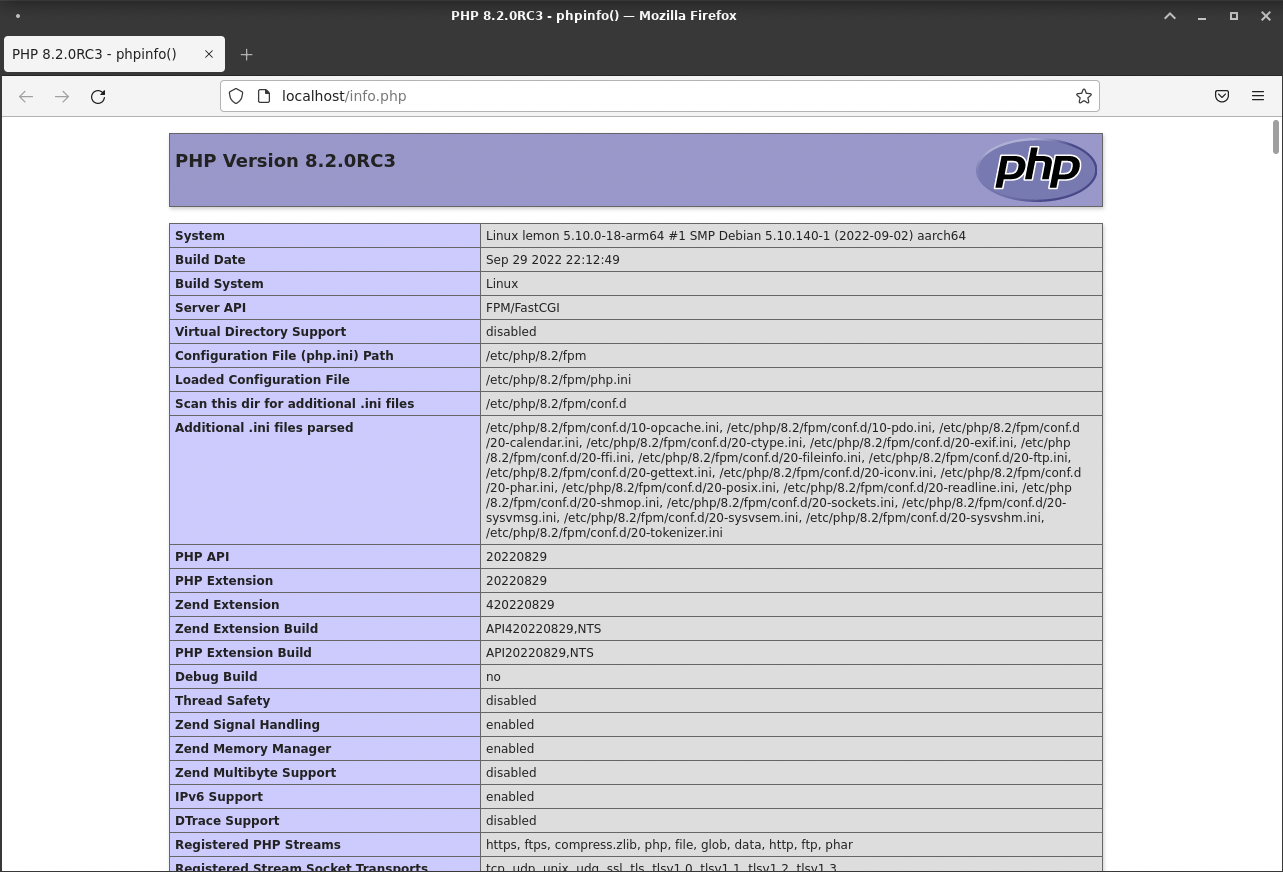 PHP 8.2.0RC3 - phpinfo() — Mozilla Firefox
PHP 8.2.0RC3 - phpinfo()
localhost/info.php
PHP Version 8.2.0RC3
php
System Linux lemon 5.10.0-18-arm64 #1 SMP Debian 5.10.140-1 (2022-09-02) aarch64
Build Date Sep 29 2022 22:12:49
Build System Linux
Server API FPM/FastCGI
Virtual Directory Support disabled
Configuration File (php.ini) Path /etc/php/8.2/fpm
Loaded Configuration File /etc/php/8.2/fpm/php.ini
Scan this dir for additional .ini files /etc/php/8.2/fpm/conf.d
Additional .ini files parsed /etc/php/8.2/fpm/conf.d/10-opcache.ini, /etc/php/8.2/fpm/conf.d/10-pdo.ini, /etc/php/8.2/fpm/conf.d
/20-calendar.ini, /etc/php/8.2/fpm/conf.d/20-ctype.ini, /etc/php/8.2/fpm/conf.d/20-exif.ini, /etc/php
/8.2/fpm/conf.d/20-ffi.ini, /etc/php/8.2/fpm/conf.d/20-fileinfo.ini, /etc/php/8.2/fpm/conf.d/20-ftp.ini,
/etc/php/8.2/fpm/conf.d/20-gettext.ini, /etc/php/8.2/fpm/conf.d/20-iconv.ini, /etc/php/8.2/fpm/conf.d
/20-phar.ini, /etc/php/8.2/fpm/conf.d/20-posix.ini, /etc/php/8.2/fpm/conf.d/20-readline.ini, /etc/php
/8.2/fpm/conf.d/20-shmop.ini, /etc/php/8.2/fpm/conf.d/20-sockets.ini, /etc/php/8.2/fpm/conf.d/20-
sysvmsg.ini, /etc/php/8.2/fpm/conf.d/20-sysvsem.ini, /etc/php/8.2/fpm/conf.d/20-sysvshm.ini,
/etc/php/8.2/fpm/conf.d/20-tokenizer.ini
PHP API 20220829
PHP Extension 20220829
Zend Extension 420220829
Zend Extension Build API420220829,NTS
PHP Extension Build API20220829,NTS
Debug Build no
Thread Safety disabled
Zend Signal Handling enabled
Zend Memory Manager enabled
Zend Multibyte Support disabled
IPv6 Support enabled
DTrace Support disabled
Registered PHP Streams https, ftps, compress.zlib, php, file, glob, data, http, ftp, phar
Registered Stream Socket Transports tcp, udp, unix, udg, ssl, tls, tlsv1.0, tlsv1.1, tlsv1.2, tlsv1.3